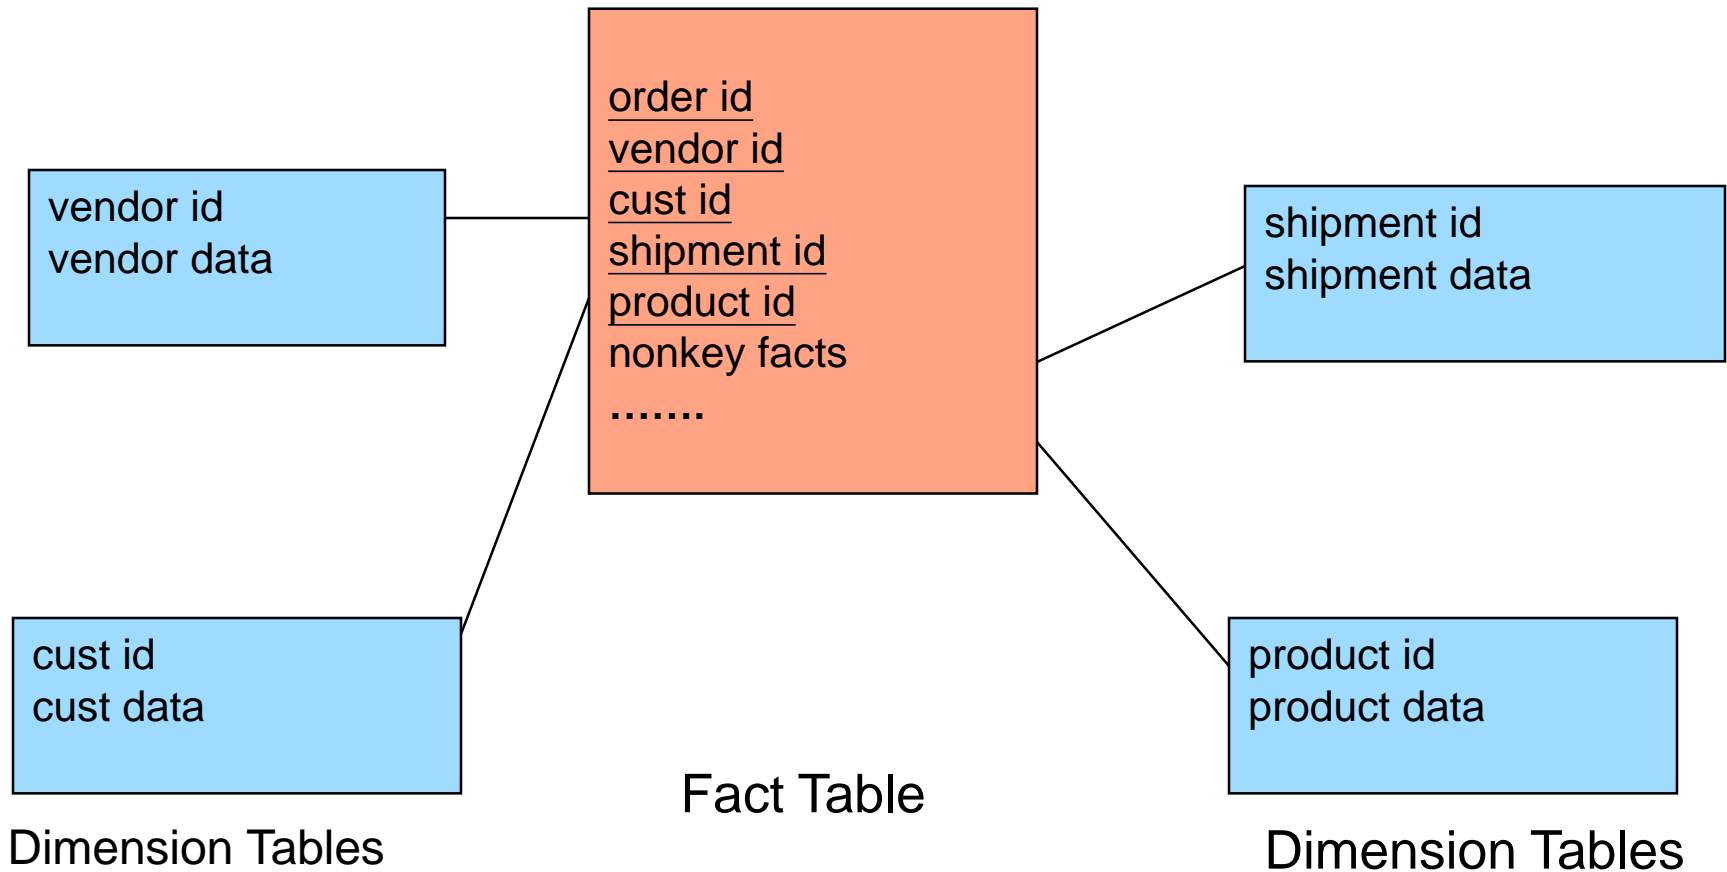 order id
vendor id
cust id
shipment id
product id
nonkey facts
.......
vendor id
vendor data
shipment id
shipment data
cust id
cust data
product id
product data
Fact Table
Dimension Tables
Dimension Tables